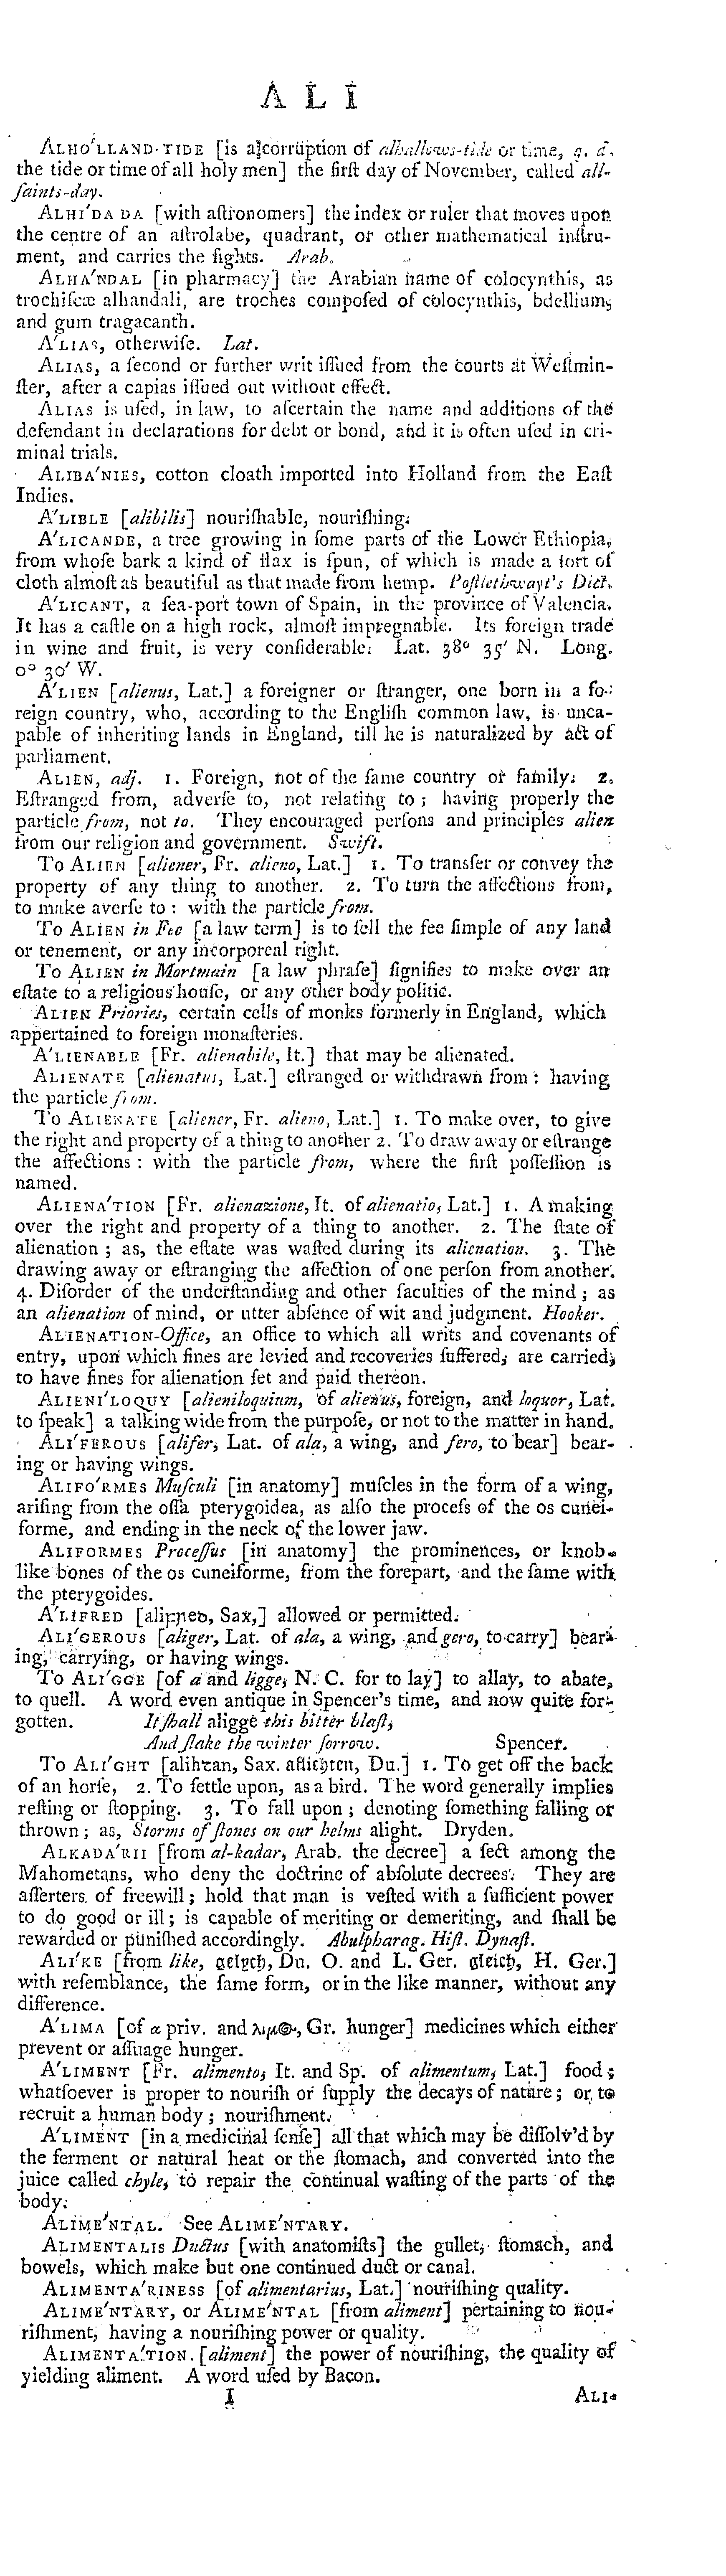 A L I
ALHO'LLAND-TIDE [is a corruption of alhallows-tide or time, q. d.
the tide or time of all holy men] the firſt day of November, called all-
ſaints-day.
ALHI'DA DA [with aſtronomers] the index or ruler that moves upon
the centre of an aſtrolabe, quadrant, or other mathematical inſtru-
ment, and carries the ſights. Arab.
ALHA'NDAL [in pharmacy] the Arabian name of colocynthis, as
trochiſcæ alhandali, are troches compoſed of colocynthis, bdellium,
and gum tragacanth.
A'LIAS, otherwiſe. Lat.
ALIAS, a ſecond or further writ iſſued from the courts at Weſtmin-
ſter, after a capias iſſued out without effect.
ALIAS is uſed, in law, to aſcertain the name and additions of the
defendant in declarations for debt or bond, and it is often uſed in cri-
minal trials.
ALIBA'NIES, cotton cloath imported into Holland from the Eaſt
Indies.
A'LIBLE [alibilis] nouriſhable, nouriſhing.
A'LICANDE, a tree growing in ſome parts of the Lower Ethiopia,
from whoſe bark a kind of flax is ſpun, of which is made a ſort of
cloth almoſt as beautiful as that made from hemp. Poſtlethwayt's Dict.
A'LICANT, a ſea-port town of Spain, in the province of Valencia.
It has a caſtle on a high rock, almoſt impregnable. Its foreign trade
in wine and fruit, is very conſiderable. Lat. 38° 35′ N. Long.
0° 30′ W.
A'LIEN [alienus, Lat.] a foreigner or ſtranger, one born in a fo-
reign country, who, according to the Engliſh common law, is unca-
pable of inheriting lands in England, till he is naturalized by act of
parliament.
ALIEN, adj. 1. Foreign, not of the ſame country or family. 2.
Eſtranged from, adverſe to, not relating to; having properly the
particle from, not to. They encouraged perſons and principles alien
from our religion and government. Swift.
To ALIEN [aliener, Fr. alieno, Lat.] 1. To transfer or convey the
property of any thing to another. 2. To turn the affections from,
to make averſe to: with the particle from.
To ALIEN in Fee [a law term] is to ſell the fee ſimple of any land
or tenement, or any incorporeal right.
To ALIEN in Mortmain [a law phraſe] ſignifies to make over an
eſtate to a religious houſe, or any other body politic.
ALIEN Priories, certain cells of monks formerly in England, which
appertained to foreign monaſteries.
A'LIENABLE [Fr. alienabile, It.] that may be alienated.
ALIENATE [alienatus, Lat.] eſtranged or withdrawn from: having
the particle from.
To ALIENATE [aliener, Fr. alieno, Lat.] 1. To make over, to give
the right and property of a thing to another 2. To draw away or eſtrange
the affections: with the particle from, where the firſt poſſeſſion is
named.
ALIENA'TION [Fr. alienazione, It. of alienatio, Lat.] 1. A making
over the right and property of a thing to another. 2. The ſtate of
alienation; as, the eſtate was waſted during its alienation. 3. The
drawing away or eſtranging the affection of one perſon from another.
4. Diſorder of the underſtanding and other faculties of the mind; as
an alienation of mind, or utter abſence of wit and judgment. Hooker.
ALIENATION-Office, an office to which all writs and covenants of
entry, upon which fines are levied and recoveries ſuffered, are carried,
to have fines for alienation ſet and paid thereon.
ALIENI'LOQUY [alieniloquium, of alienus, foreign, and loquor, Lat.
to ſpeak] a talking wide from the purpoſe, or not to the matter in hand.
ALI'FEROUS [alifer, Lat. of ala, a wing, and fero, to bear] bear-
ing or having wings.
ALIFO'RMES Muſculi [in anatomy] muſcles in the form of a wing,
ariſing from the oſſa pterygoidea, as alſo the proceſs of the os cunei-
forme, and ending in the neck of the lower jaw.
ALIFORMES Proceſſus [in anatomy] the prominences, or knob-
like bones of the os cuneiforme, from the forepart, and the ſame with
the pterygoides.
A'LIFRED [aliꝼꞃeꝺ, Sax,] allowed or permitted.
ALI'GEROUS [aliger, Lat. of ala, a wing, and gero, to carry] bear-
ing, carrying, or having wings.
To ALI'GGE [of a and ligge, N. C. for to lay] to allay, to abate,
to quell. A word even antique in Spencer's time, and now quite for-
gotten. It ſhall aligge this bitter blaſt,
And ſlake the winter ſorrow. Spencer.
To ALI'GHT [alihtan, Sax. aflichten, Du.] 1. To get off the back
of an horſe, 2. To ſettle upon, as a bird. The word generally implies
reſting or ſtopping. 3. To fall upon; denoting ſomething falling or
thrown; as, Storms of ſtones on our helms alight. Dryden.
ALKADA'RII [from al-kadar, Arab. the decree] a ſect among the
Mahometans, who deny the doctrine of abſolute decrees. They are
aſſerters of freewill; hold that man is veſted with a ſufficient power
to do good or ill; is capable of meriting or demeriting, and ſhall be
rewarded or puniſhed accordingly. Abulpharag. Hiſt. Dynaſt.
ALI'KE [from like, gelych, Du. O. and L. Ger. gleich, H. Ger.]
with reſemblance, the ſame form, or in the like manner, without any
difference.
A'LIMA [of α priv. and λιμος, Gr. hunger] medicines which either
prevent or aſſuage hunger.
A'LIMENT [Fr. alimento, It. and Sp. of alimentum, Lat.] food;
whatſoever is proper to nouriſh or ſupply the decays of nature; or to
recruit a human body; nouriſhment.
A'LIMENT [in a medicinal ſenſe] all that which may be diſſolv'd by
the ferment or natural heat or the ſtomach, and converted into the
juice called chyle, to repair the continual waſting of the parts of the
body.
ALIME'NTAL. See ALIME'NTARY.
ALIMENTALIS Ductus [with anatomiſts] the gullet, ſtomach, and
bowels, which make but one continued duct or canal.
ALIMENTA'RINESS [of alimentarius, Lat.] nouriſhing quality.
ALIME'NTARY, or ALIME'NTAL [from aliment] pertaining to nou-
riſhment, having a nouriſhing power or quality.
ALIMENTA'TION. [aliment] the power of nouriſhing, the quality of
yielding aliment. A word uſed by Bacon.
I ALI-